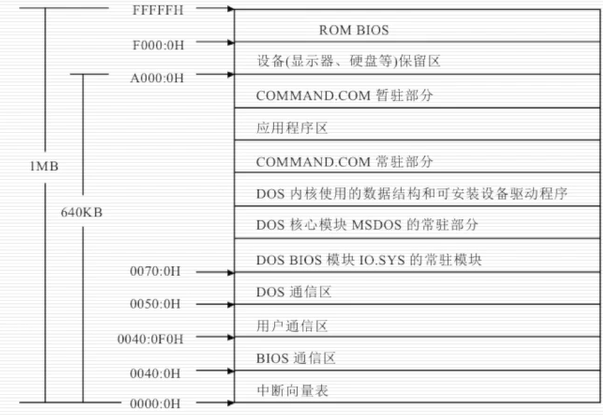 FFFFFH
ROM BIOS
F000:0H
设备(显示器、硬盘等)保留区
A000:0H
COMMAND.COM 暂驻部分
应用程序区
1MB
COMMAND.COM 常驻部分
DOS 内核使用的数据结构和可安装设备驱动程序
640KB
DOS 核心模块 MSDOS 的常驻部分
DOS BIOS 模块 IO.SYS 的常驻模块
0070:0H
DOS 通信区
0050:0H
用户通信区
0040:0F0H
BIOS 通信区
0040:0H
中断向量表
0000:0H